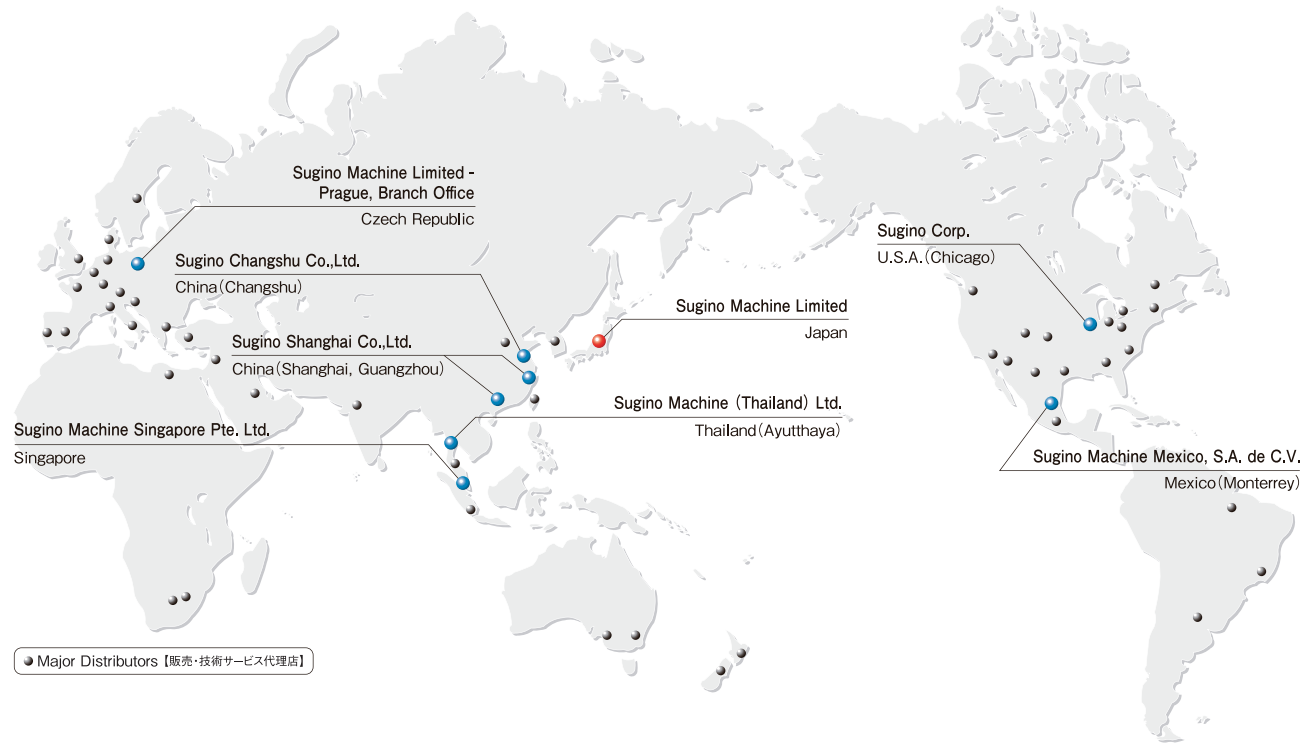 Sugino Machine Limited -
Prague, Branch Office
Czech Republic
Sugino Changshu Co.,Ltd.
China(Changshu)
Sugino Shanghai Co.,Ltd.
China(Shanghai, Guangzhou)
Sugino Machine Singapore Pte. Ltd.
Singapore
Sugino Machine Limited
Japan
Sugino Machine (Thailand) Ltd.
Thailand(Ayutthaya)
Sugino Corp.
U.S.A.(Chicago)
Sugino Machine Mexico, S.A. de C.V.
Mexico(Monterrey)
Major Distributors【販売・技術サービス代理店】